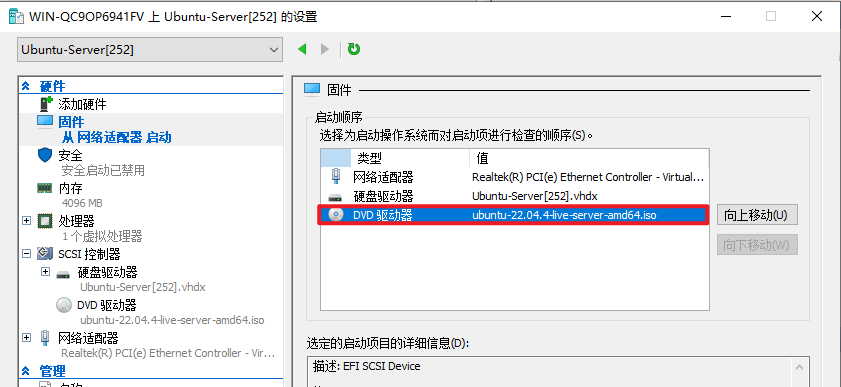 WIN-QC9OP6941FV 上 Ubuntu-Server[252] 的设置
Ubuntu-Server[252]
硬件
添加硬件
固件
从 网络适配器 启动
安全
安全启动已禁用
内存
4096 MB
处理器
1 个虚拟处理器
SCSI 控制器
硬盘驱动器
Ubuntu-Server[252].vhdx
DVD 驱动器
ubuntu-22.04.4-live-server-amd64.iso
网络适配器
Realtek(R) PCI(e) Ethernet Controller - Vir...
管理
固件
启动顺序
选择为启动操作系统而对启动项进行检查的顺序(S)。
类型 值
网络适配器 Realtek(R) PCI(e) Ethernet Controller - Virtual...
硬盘驱动器 Ubuntu-Server[252].vhdx
DVD 驱动器 ubuntu-22.04.4-live-server-amd64.iso
向上移动(U)
向下移动(W)
选定的启动项目的详细信息(D):
描述: EFI SCSI Device